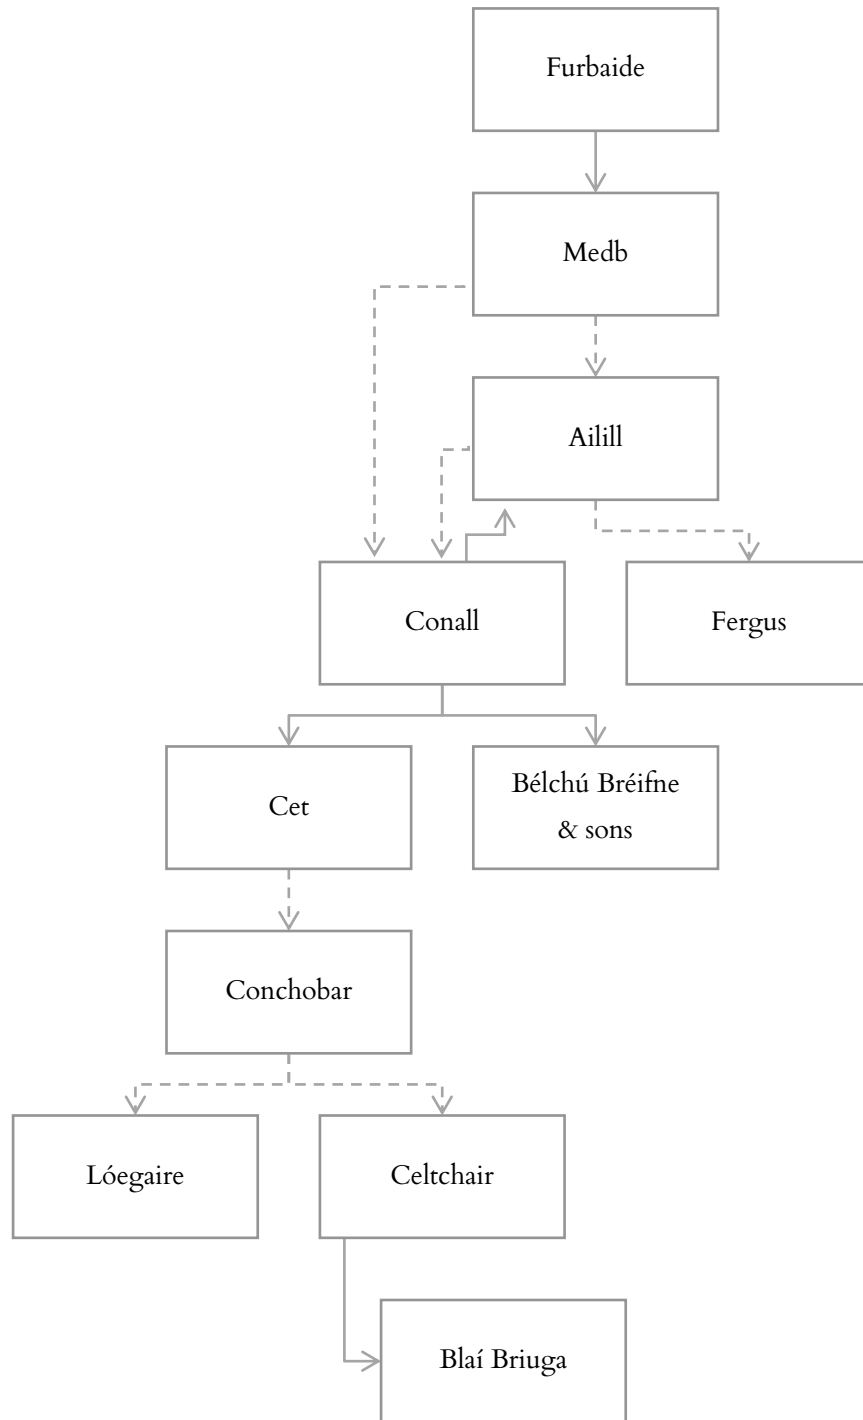 Furbaide
Medb
Ailill
Conall
Fergus
Cet
Bélchú Bréifne
& sons
Conchobar
Lóegaire
Celtchair
Blaí Briuga